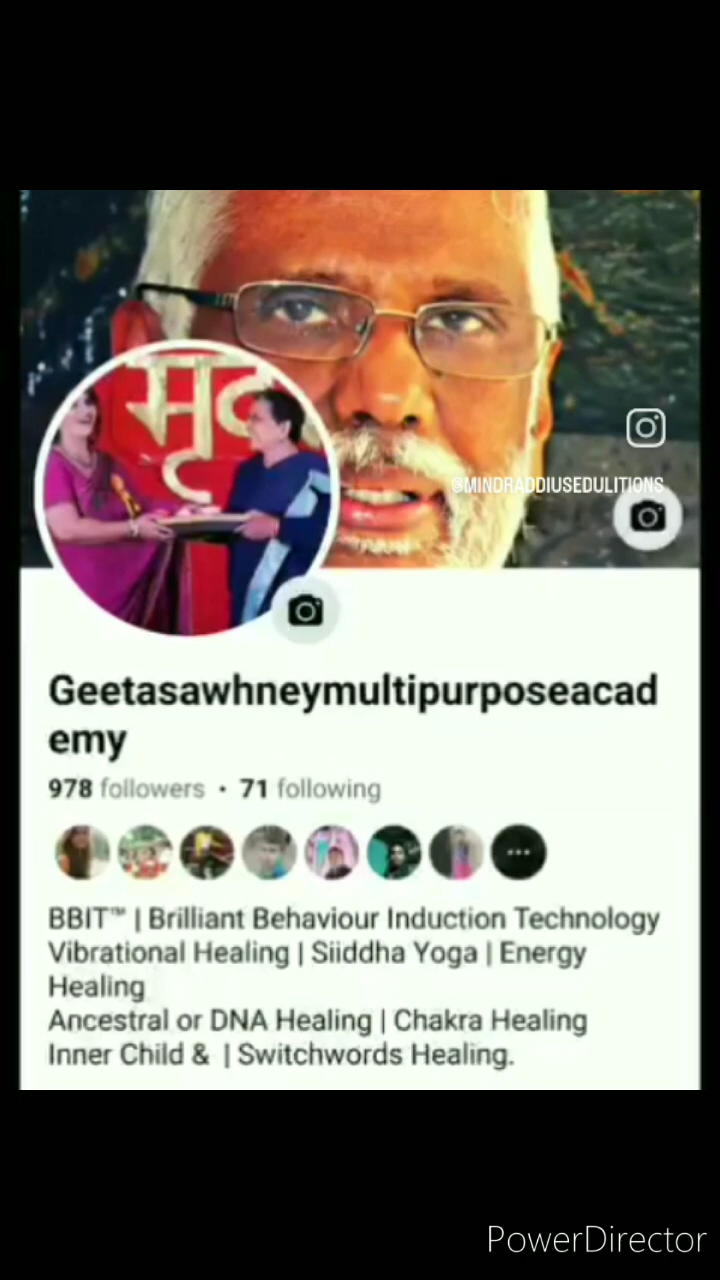 मृ
@MINDRADDIUSEDULITIONS
Geetasawhneymultipurposeacad
emy
978 followers • 71 following
BBIT™ | Brilliant Behaviour Induction Technology
Vibrational Healing | Siiddha Yoga | Energy
Healing
Ancestral or DNA Healing | Chakra Healing
Inner Child & | Switchwords Healing.
PowerDirector